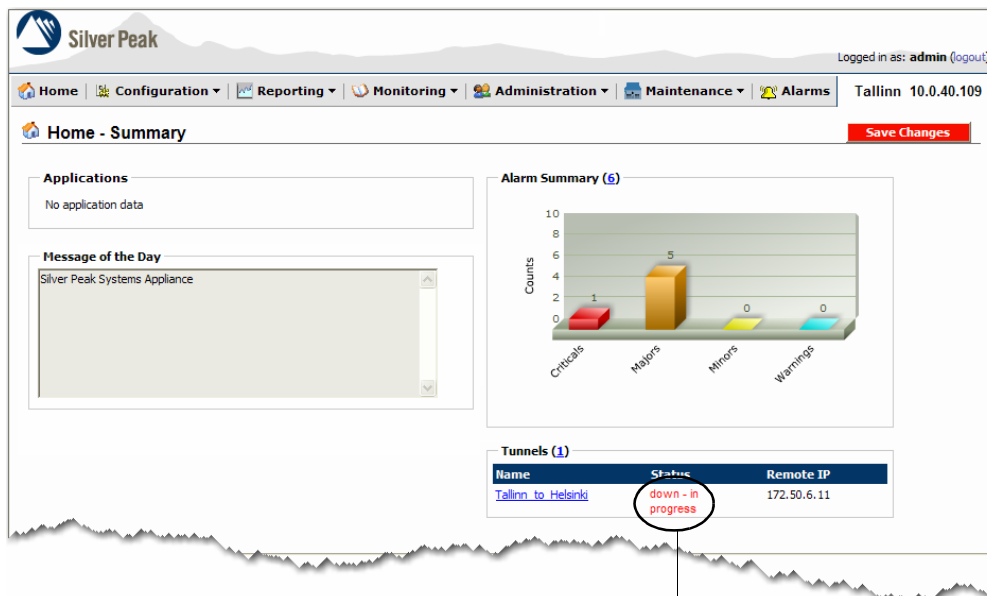 Silver Peak
Logged in as: admin (logout)
Home Configuration Reporting Monitoring Administration Maintenance Alarms Tallinn 10.0.40.109
Home - Summary
Save Changes
Applications
No application data
Message of the Day
Silver Peak Systems Appliance
Alarm Summary (6)
10
8
6
4
2
0
Counts
1
5
0
0
Criticals
Majors
Minors
Warnings
Tunnels (1)
Name Status Remote IP
Tallinn_to_Helsinki down - in 172.50.6.11
progress